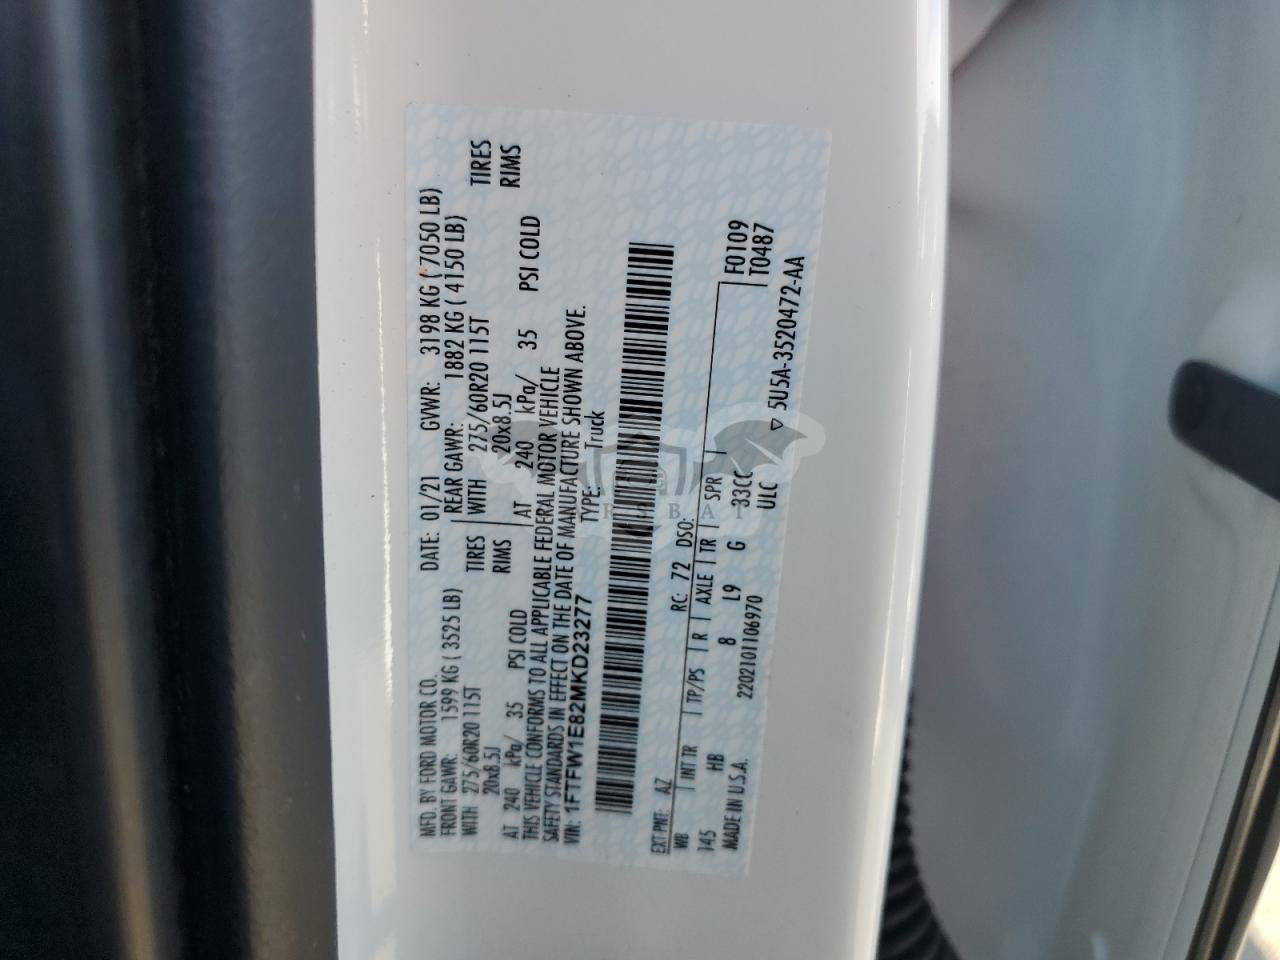 MFD. BY FORD MOTOR CO. DATE: 01/21 GVWR: 3198 KG ( 7050 LB)
FRONT GAWR: 1599 KG ( 3525 LB) REAR GAWR: 1882 KG ( 4150 LB)
WITH 275/60R20 115T TIRES WITH 275/60R20 115T TIRES
20x8.5J RIMS 20x8.5J RIMS
AT 240 kPa/ 35 PSI COLD AT 240 kPa/ 35 PSI COLD
THIS VEHICLE CONFORMS TO ALL APPLICABLE FEDERAL MOTOR VEHICLE
SAFETY STANDARDS IN EFFECT ON THE DATE OF MANUFACTURE SHOWN ABOVE.
VIN: 1FTFW1E82MKD23277 TYPE: Truck
EXT PNT: AZ RC: 72 DSO:
WB INT TR TP/PS R AXLE TR SPR F0109
145 HB 8 L9 G 33CC T0487
MADE IN U.S.A. 2202101106970 ULC 5U5A-3520472-AA